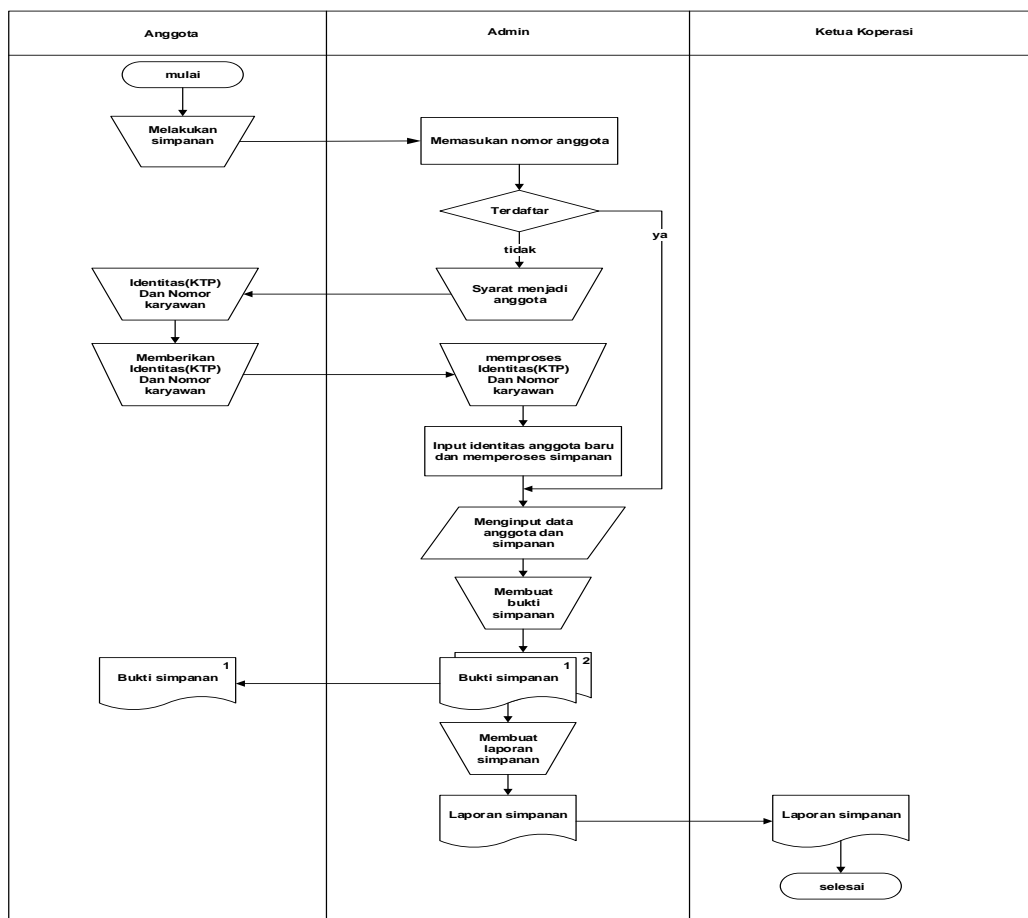 Anggota
Admin
Ketua Koperasi
mulai
Melakukan
simpanan
Memasukan nomor anggota
Terdaftar
ya
tidak
Identitas(KTP)
Dan Nomor
karyawan
Syarat menjadi
anggota
Memberikan
Identitas(KTP)
Dan Nomor
karyawan
memproses
Identitas(KTP)
Dan Nomor
karyawan
Input identitas anggota baru
dan memperoses simpanan
Menginput data
anggota dan
simpanan
Membuat
bukti
simpanan
1
Bukti simpanan
2
1
Bukti simpanan
Membuat
laporan
simpanan
Laporan simpanan
Laporan simpanan
selesai